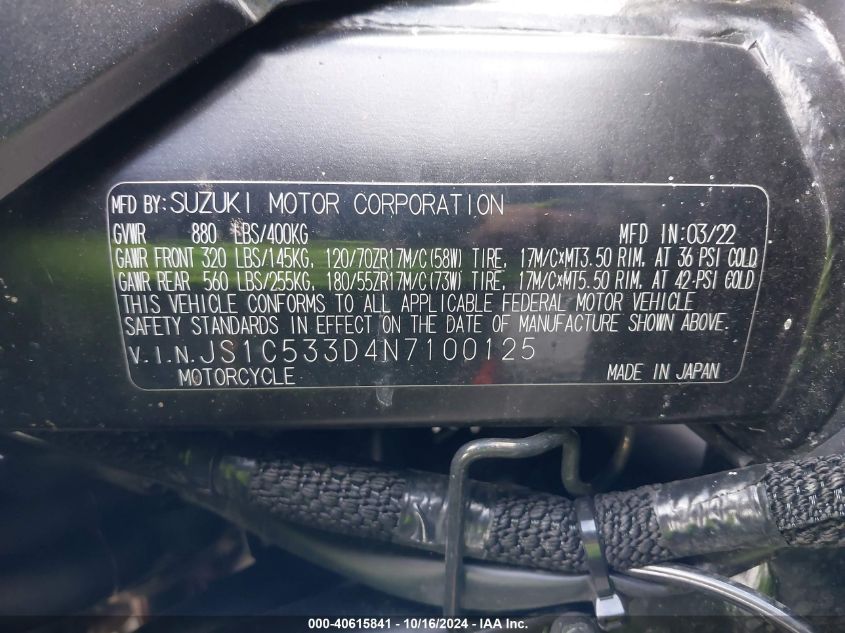 MFD BY: SUZUKI MOTOR CORPORATION
GVWR 880 LBS/400KG MFD IN: 03/22
GAWR FRONT 320 LBS/145KG, 120/70ZR17M/C(58W) TIRE, 17M/C×MT3.50 RIM, AT 36 PSI COLD
GAWR REAR 560 LBS/255KG, 180/55ZR17M/C(73W) TIRE, 17M/C×MT5.50 RIM, AT 42-PSI COLD
THIS VEHICLE CONFORMS TO ALL APPLICABLE FEDERAL MOTOR VEHICLE
SAFETY STANDARDS IN EFFECT ON THE DATE OF MANUFACTURE SHOWN ABOVE.
V.I.N. JS1C533D4N7100125
MOTORCYCLE MADE IN JAPAN
000-40615841 - 10/16/2024 - IAA Inc.